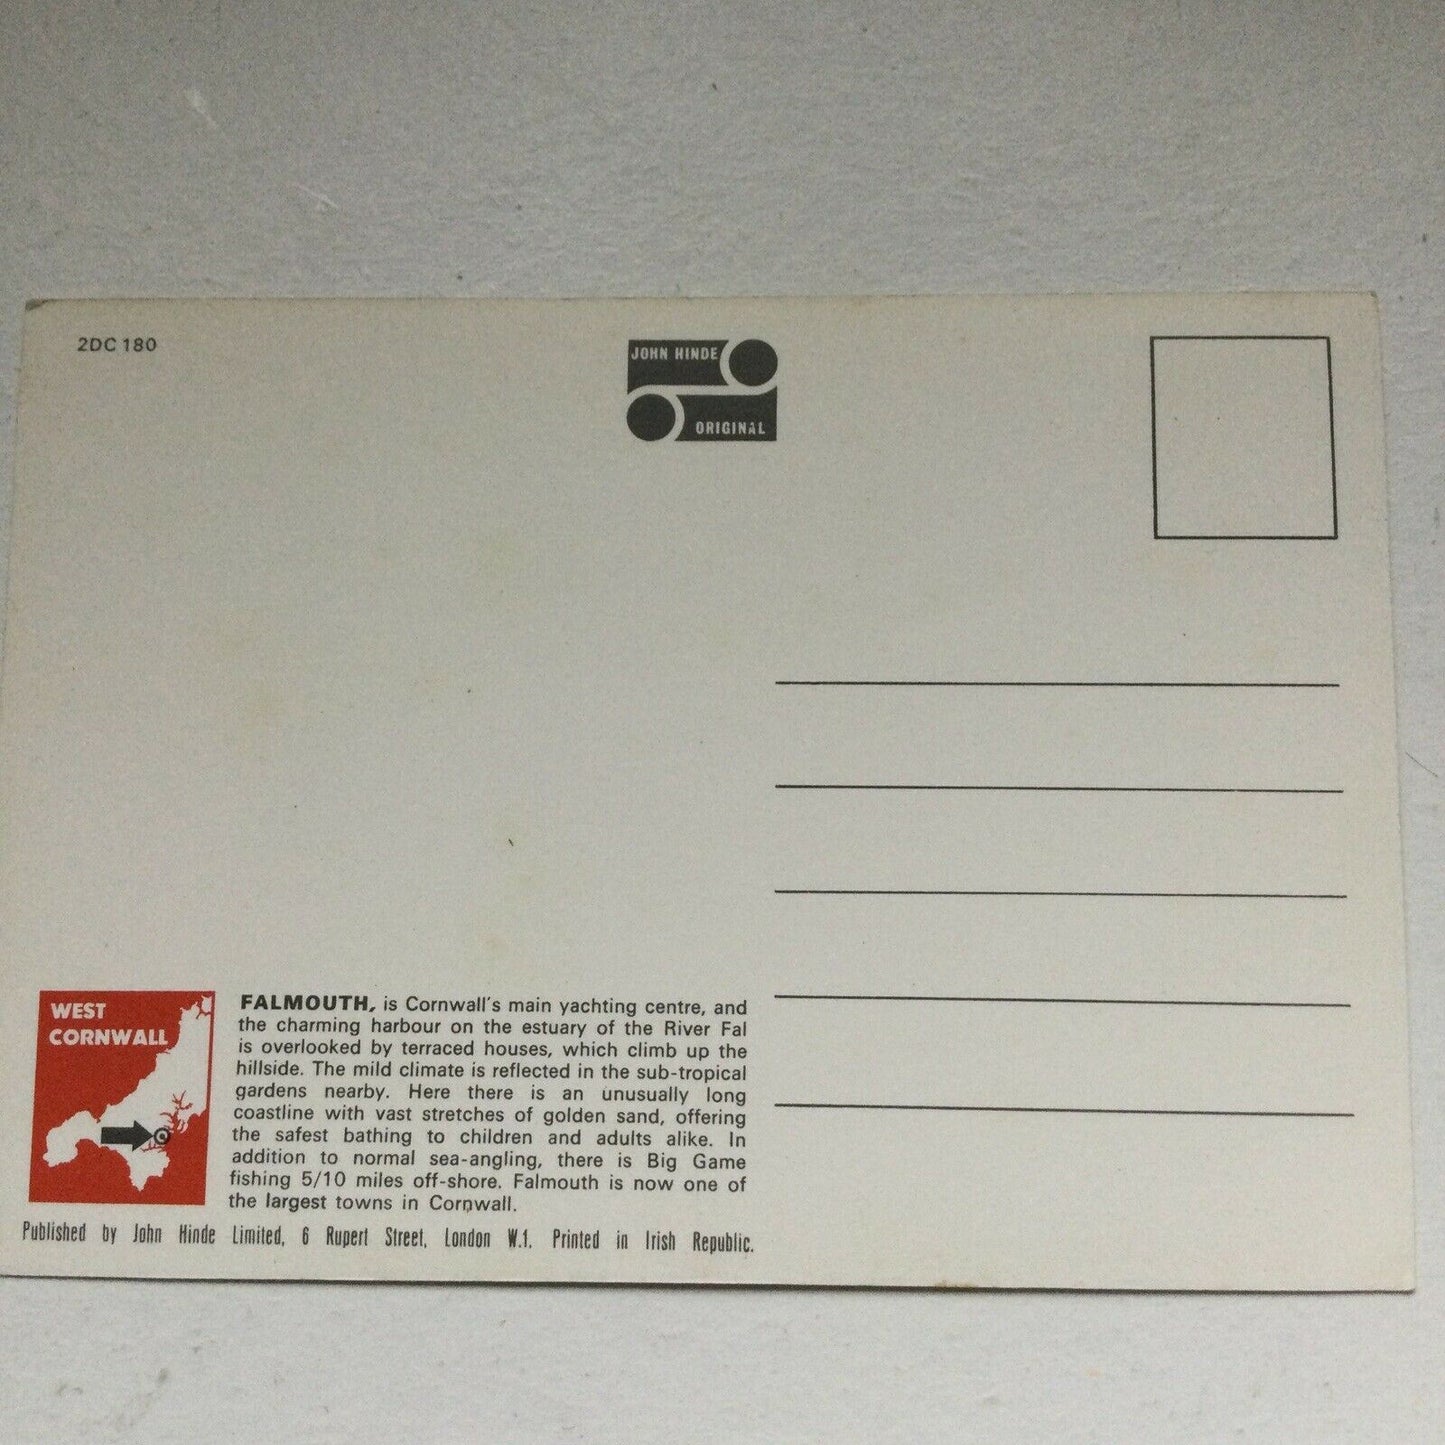 2DC 180
JOHN HINDE
ORIGINAL
WEST
CORNWALL
FALMOUTH, is Cornwall's main yachting centre, and
the charming harbour on the estuary of the River Fal
is overlooked by terraced houses, which climb up the
hillside. The mild climate is reflected in the sub-tropical
gardens nearby. Here there is an unusually long
coastline with vast stretches of golden sand, offering
the safest bathing to children and adults alike. In
addition to normal sea-angling, there is Big Game
fishing 5/10 miles off-shore. Falmouth is now one of
the largest towns in Cornwall.
Published by John Hinde Limited, 6 Rupert Street, London W.1. Printed in Irish Republic.